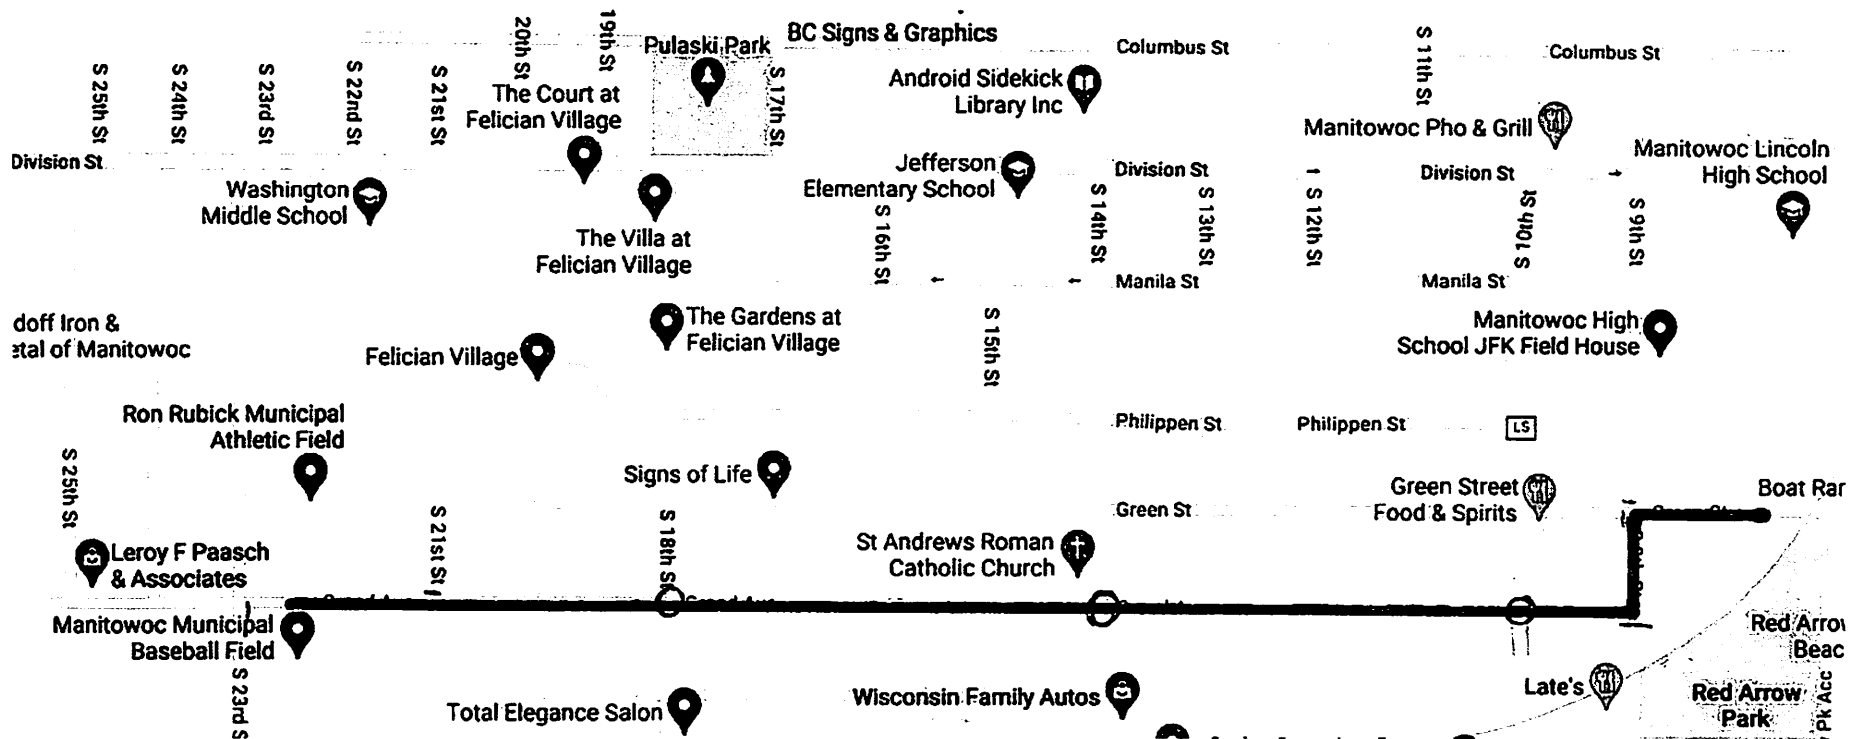 20th St
19th St
Pulaski Park
BC Signs & Graphics
Columbus St
S 11th St
Columbus St
S 25th St
S 24th St
S 23rd St
S 22nd St
S 21st St
S 17th St
The Court at
Felician Village
Android Sidekick
Library Inc
Manitowoc Pho & Grill
Division St
Washington
Middle School
Jefferson
Elementary School
Division St
Division St
Manitowoc Lincoln
High School
The Villa at
Felician Village
S 16th St
S 14th St
S 13th St
S 12th St
S 10th St
S 9th St
Manila St
Manila St
doff Iron &
etal of Manitowoc
Felician Village
The Gardens at
Felician Village
S 15th St
Manitowoc High
School JFK Field House
Ron Rubick Municipal
Athletic Field
Philippen St
Philippen St
LS
S 25th St
Signs of Life
Green Street
Food & Spirits
Boat Rar
S 21st St
S 18th St
Green St
Leroy F Paasch
& Associates
St Andrews Roman
Catholic Church
Manitowoc Municipal
Baseball Field
Red Arrov
Beac
S 23rd S
Total Elegance Salon
Wisconsin Family Autos
Late's
Red Arrow
Park
Pk Acc